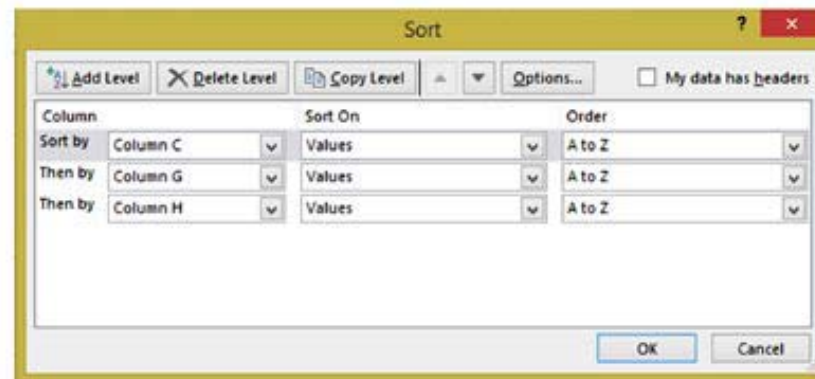 Sort ?
Add Level Delete Level Copy Level Options... My data has headers
Column Sort On Order
Sort by Column C Values A to Z
Then by Column G Values A to Z
Then by Column H Values A to Z
OK Cancel